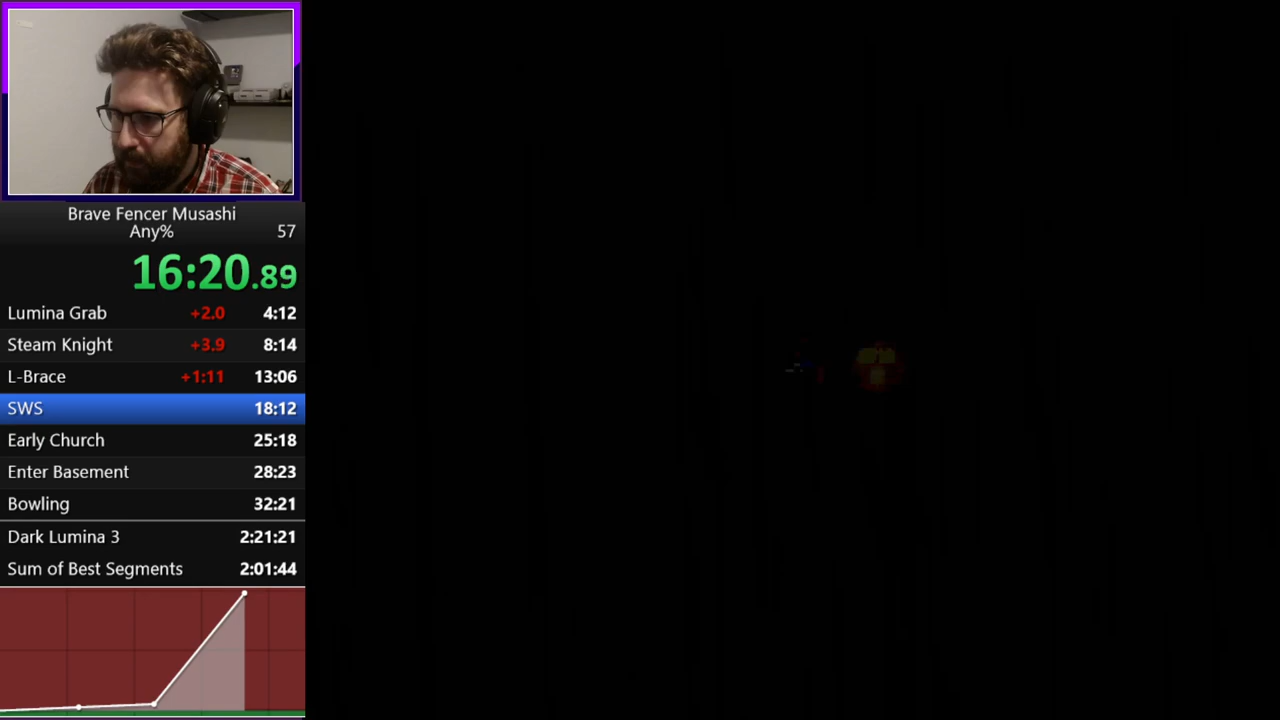 Brave Fencer Musashi
Any% 57
16:20.89
Lumina Grab +2.0 4:12
Steam Knight +3.9 8:14
L-Brace +1:11 13:06
SWS 18:12
Early Church 25:18
Enter Basement 28:23
Bowling 32:21
Dark Lumina 3 2:21:21
Sum of Best Segments 2:01:44